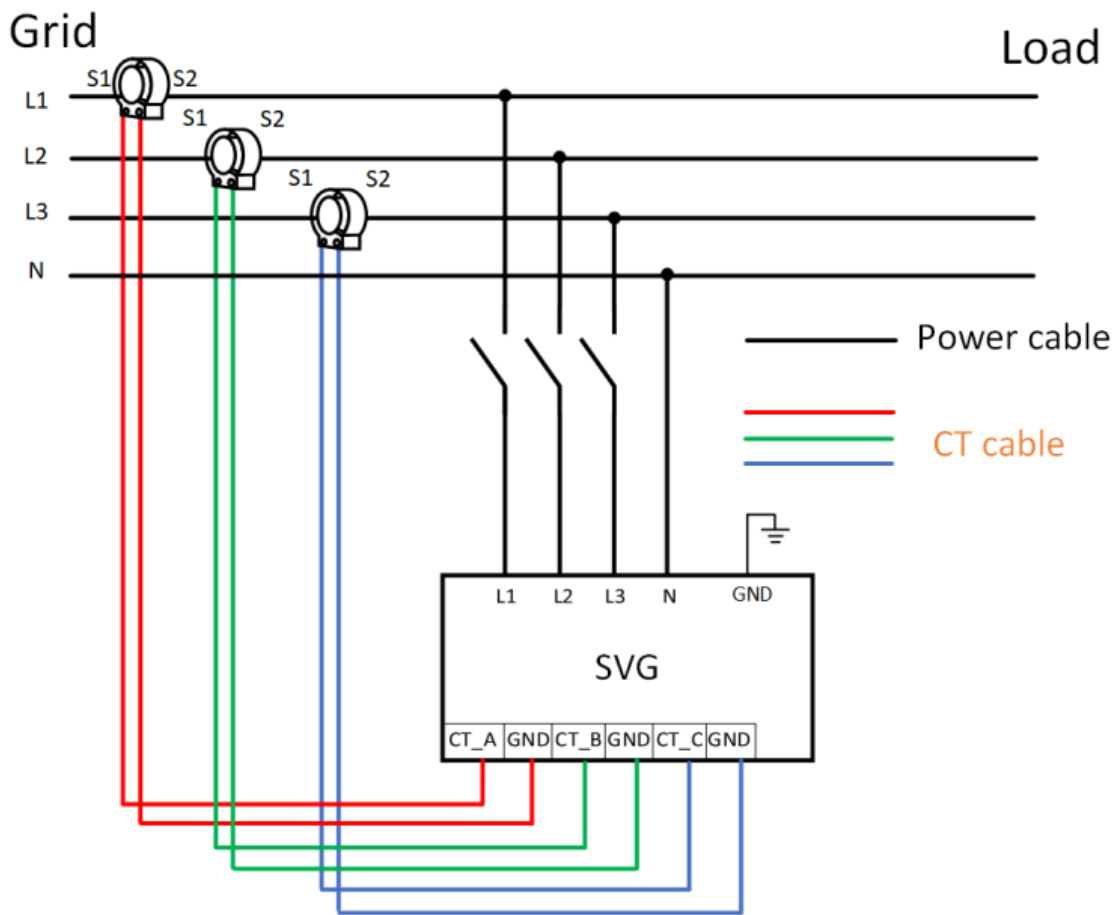 Grid
Load
S1 S2
L1
S1 S2
L2
S1 S2
L3
N
Power cable
CT cable
L1 L2 L3 N GND
SVG
CT_A GND CT_B GND CT_C GND